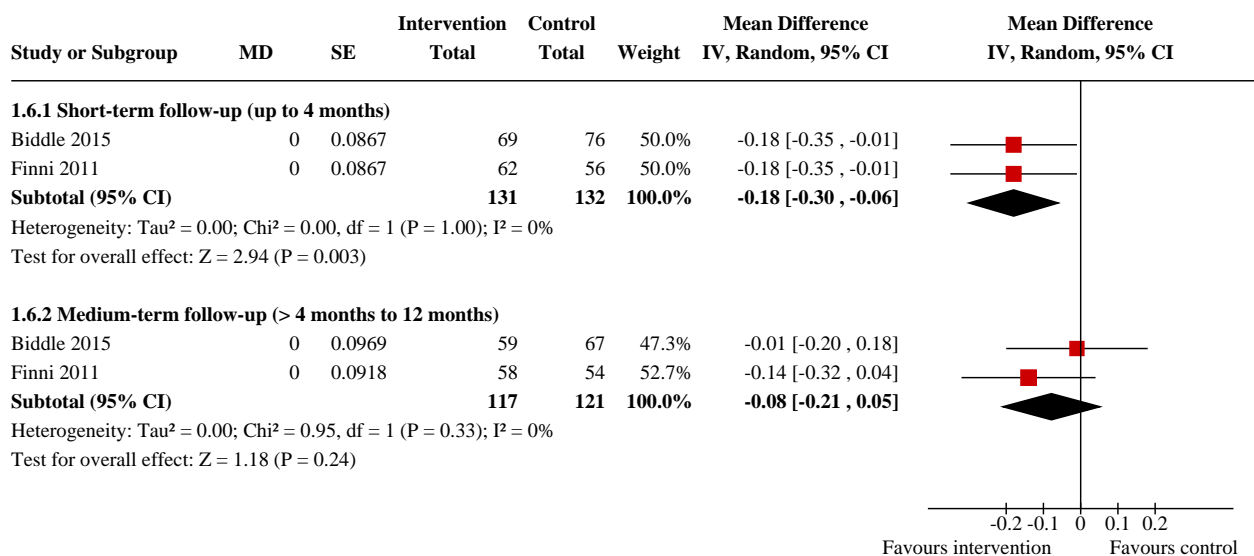 Intervention Control Mean Difference Mean Difference
Study or Subgroup MD SE Total Total Weight IV, Random, 95% CI IV, Random, 95% CI
1.6.1 Short-term follow-up (up to 4 months)
Biddle 2015 0 0.0867 69 76 50.0% -0.18 [-0.35 , -0.01]
Finni 2011 0 0.0867 62 56 50.0% -0.18 [-0.35 , -0.01]
Subtotal (95% CI) 131 132 100.0% -0.18 [-0.30 , -0.06]
Heterogeneity: Tau² = 0.00; Chi² = 0.00, df = 1 (P = 1.00); I² = 0%
Test for overall effect: Z = 2.94 (P = 0.003)
1.6.2 Medium-term follow-up (> 4 months to 12 months)
Biddle 2015 0 0.0969 59 67 47.3% -0.01 [-0.20 , 0.18]
Finni 2011 0 0.0918 58 54 52.7% -0.14 [-0.32 , 0.04]
Subtotal (95% CI) 117 121 100.0% -0.08 [-0.21 , 0.05]
Heterogeneity: Tau² = 0.00; Chi² = 0.95, df = 1 (P = 0.33); I² = 0%
Test for overall effect: Z = 1.18 (P = 0.24)
-0.2 -0.1 0 0.1 0.2
Favours intervention Favours control